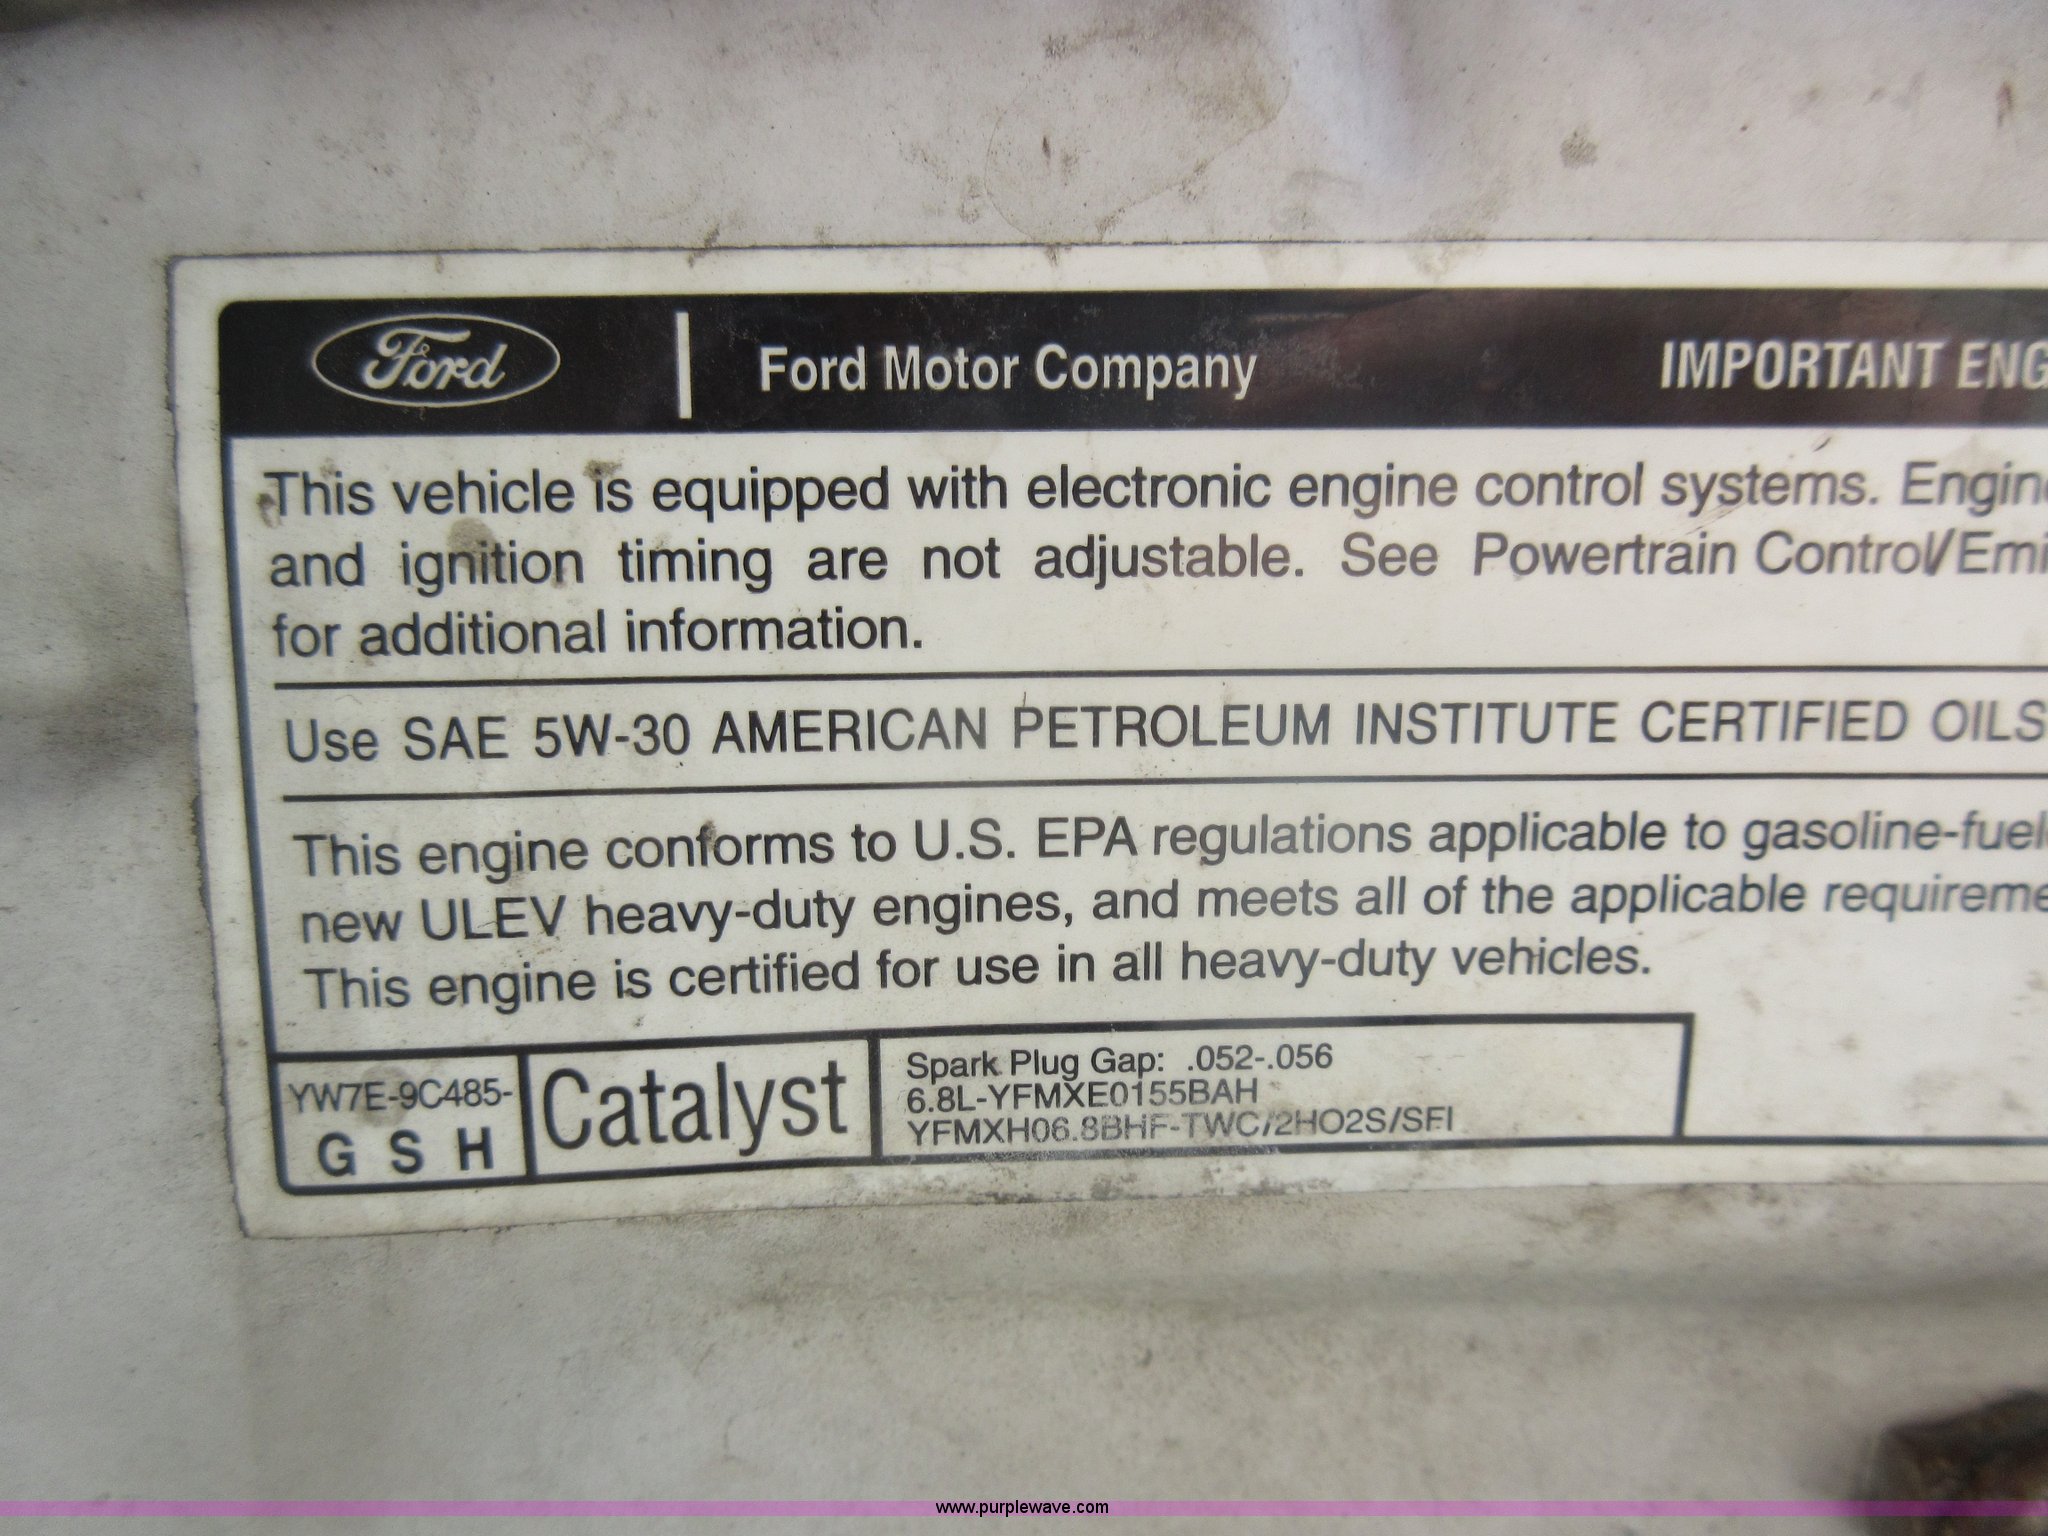 Ford
Ford Motor Company
IMPORTANT ENG
This vehicle is equipped with electronic engine control systems. Engin
and ignition timing are not adjustable. See Powertrain Control/Emi
for additional information.
Use SAE 5W-30 AMERICAN PETROLEUM INSTITUTE CERTIFIED OILS
This engine conforms to U.S. EPA regulations applicable to gasoline-fuel
new ULEV heavy-duty engines, and meets all of the applicable requireme
This engine is certified for use in all heavy-duty vehicles.
YW7E-9C485-
G S H
Catalyst
Spark Plug Gap: .052-.056
6.8L-YFMXE0155BAH
YFMXH06.8BHF-TWC/2HO2S/SFI
www.purplewave.com